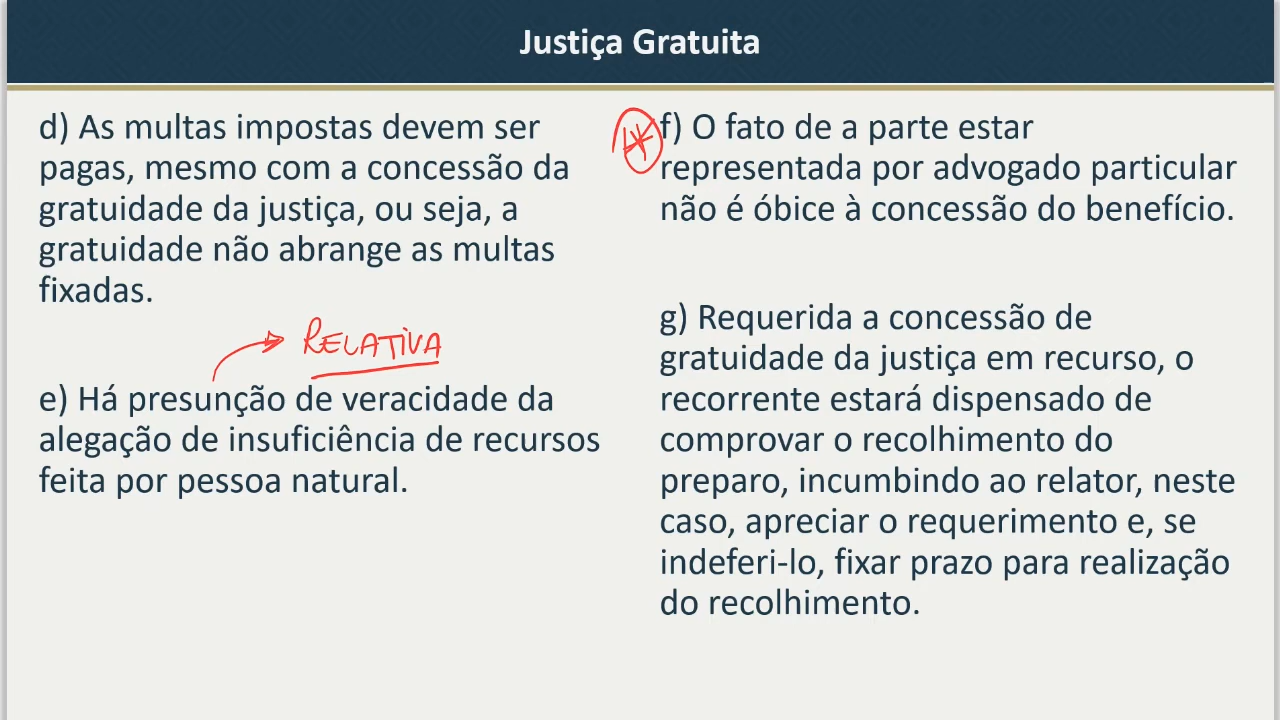 Justiça Gratuita
d) As multas impostas devem ser
pagas, mesmo com a concessão da
gratuidade da justiça, ou seja, a
gratuidade não abrange as multas
fixadas.
RELATIVA
e) Há presunção de veracidade da
alegação de insuficiência de recursos
feita por pessoa natural.
f) O fato de a parte estar
representada por advogado particular
não é óbice à concessão do benefício.
g) Requerida a concessão de
gratuidade da justiça em recurso, o
recorrente estará dispensado de
comprovar o recolhimento do
preparo, incumbindo ao relator, neste
caso, apreciar o requerimento e, se
indeferi-lo, fixar prazo para realização
do recolhimento.